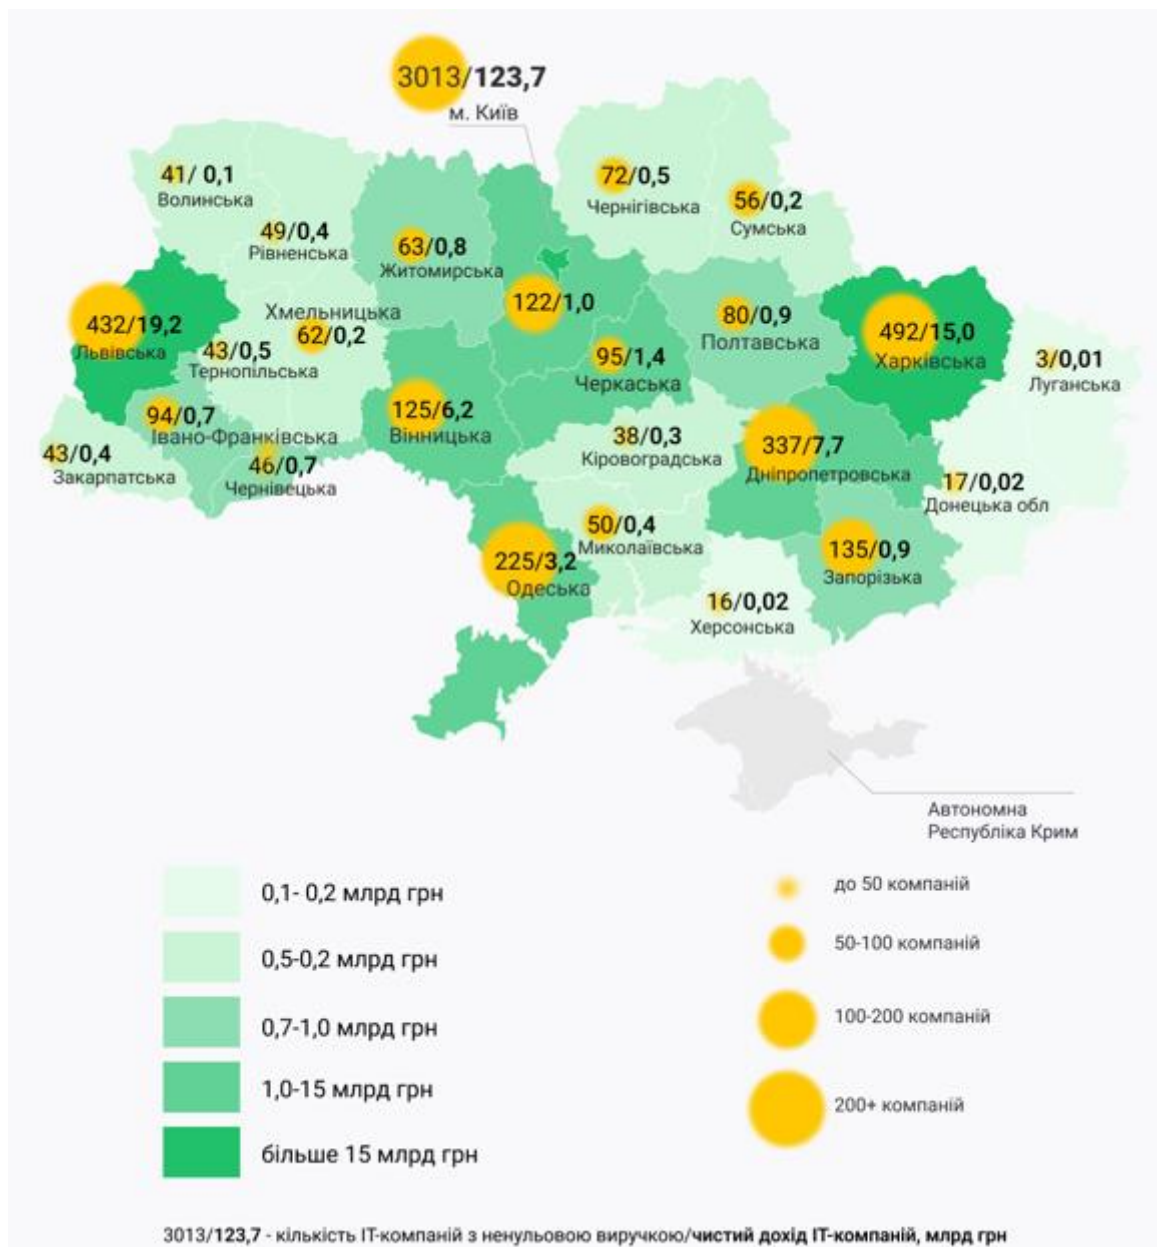 3013/123,7
м. Київ
41/ 0,1
Волинська
72/0,5
Чернігівська
56/0,2
Сумська
49/0,4
Рівненська
63/0,8
Житомирська
122/1,0
432/19,2
Львівська
Хмельницька
62/0,2
43/0,5
Тернопільська
95/1,4
Черкаська
80/0,9
Полтавська
492/15,0
Харківська
3/0,01
Луганська
94/0,7
Івано-Франківська
125/6,2
Вінницька
38/0,3
Кіровоградська
337/7,7
Дніпропетровська
43/0,4
Закарпатська
46/0,7
Чернівецька
17/0,02
Донецька обл
50/0,4
Миколаївська
225/3,2
Одеська
135/0,9
Запорізька
16/0,02
Херсонська
Автономна
Республіка Крим
0,1- 0,2 млрд грн
0,5-0,2 млрд грн
0,7-1,0 млрд грн
1,0-15 млрд грн
більше 15 млрд грн
до 50 компаній
50-100 компаній
100-200 компаній
200+ компаній
3013/123,7 - кількість ІТ-компаній з ненульовою виручкою/чистий дохід ІТ-компаній, млрд грн